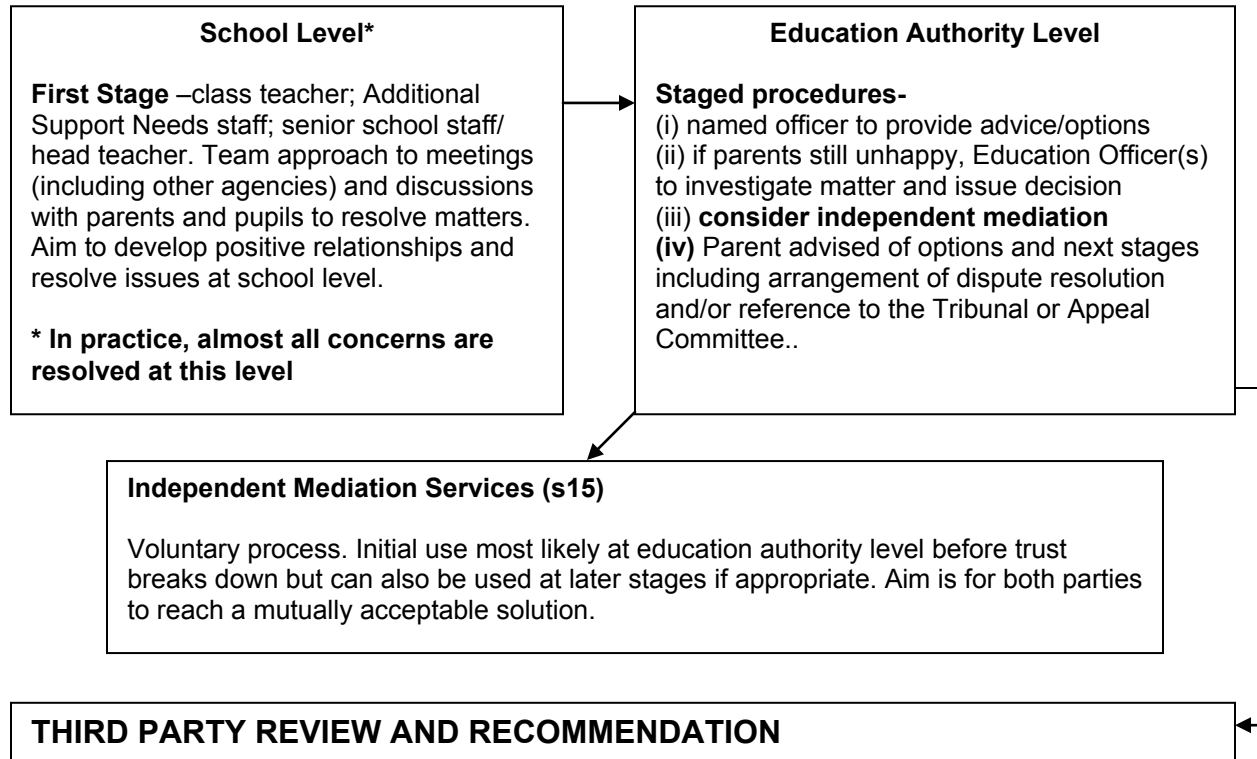 School Level*
First Stage –class teacher; Additional
Support Needs staff; senior school staff/
head teacher. Team approach to meetings
(including other agencies) and discussions
with parents and pupils to resolve matters.
Aim to develop positive relationships and
resolve issues at school level.
* In practice, almost all concerns are
resolved at this level
Education Authority Level
Staged procedures-
(i) named officer to provide advice/options
(ii) if parents still unhappy, Education Officer(s)
to investigate matter and issue decision
(iii) consider independent mediation
(iv) Parent advised of options and next stages
including arrangement of dispute resolution
and/or reference to the Tribunal or Appeal
Committee..
Independent Mediation Services (s15)
Voluntary process. Initial use most likely at education authority level before trust
breaks down but can also be used at later stages if appropriate. Aim is for both parties
to reach a mutually acceptable solution.
THIRD PARTY REVIEW AND RECOMMENDATION